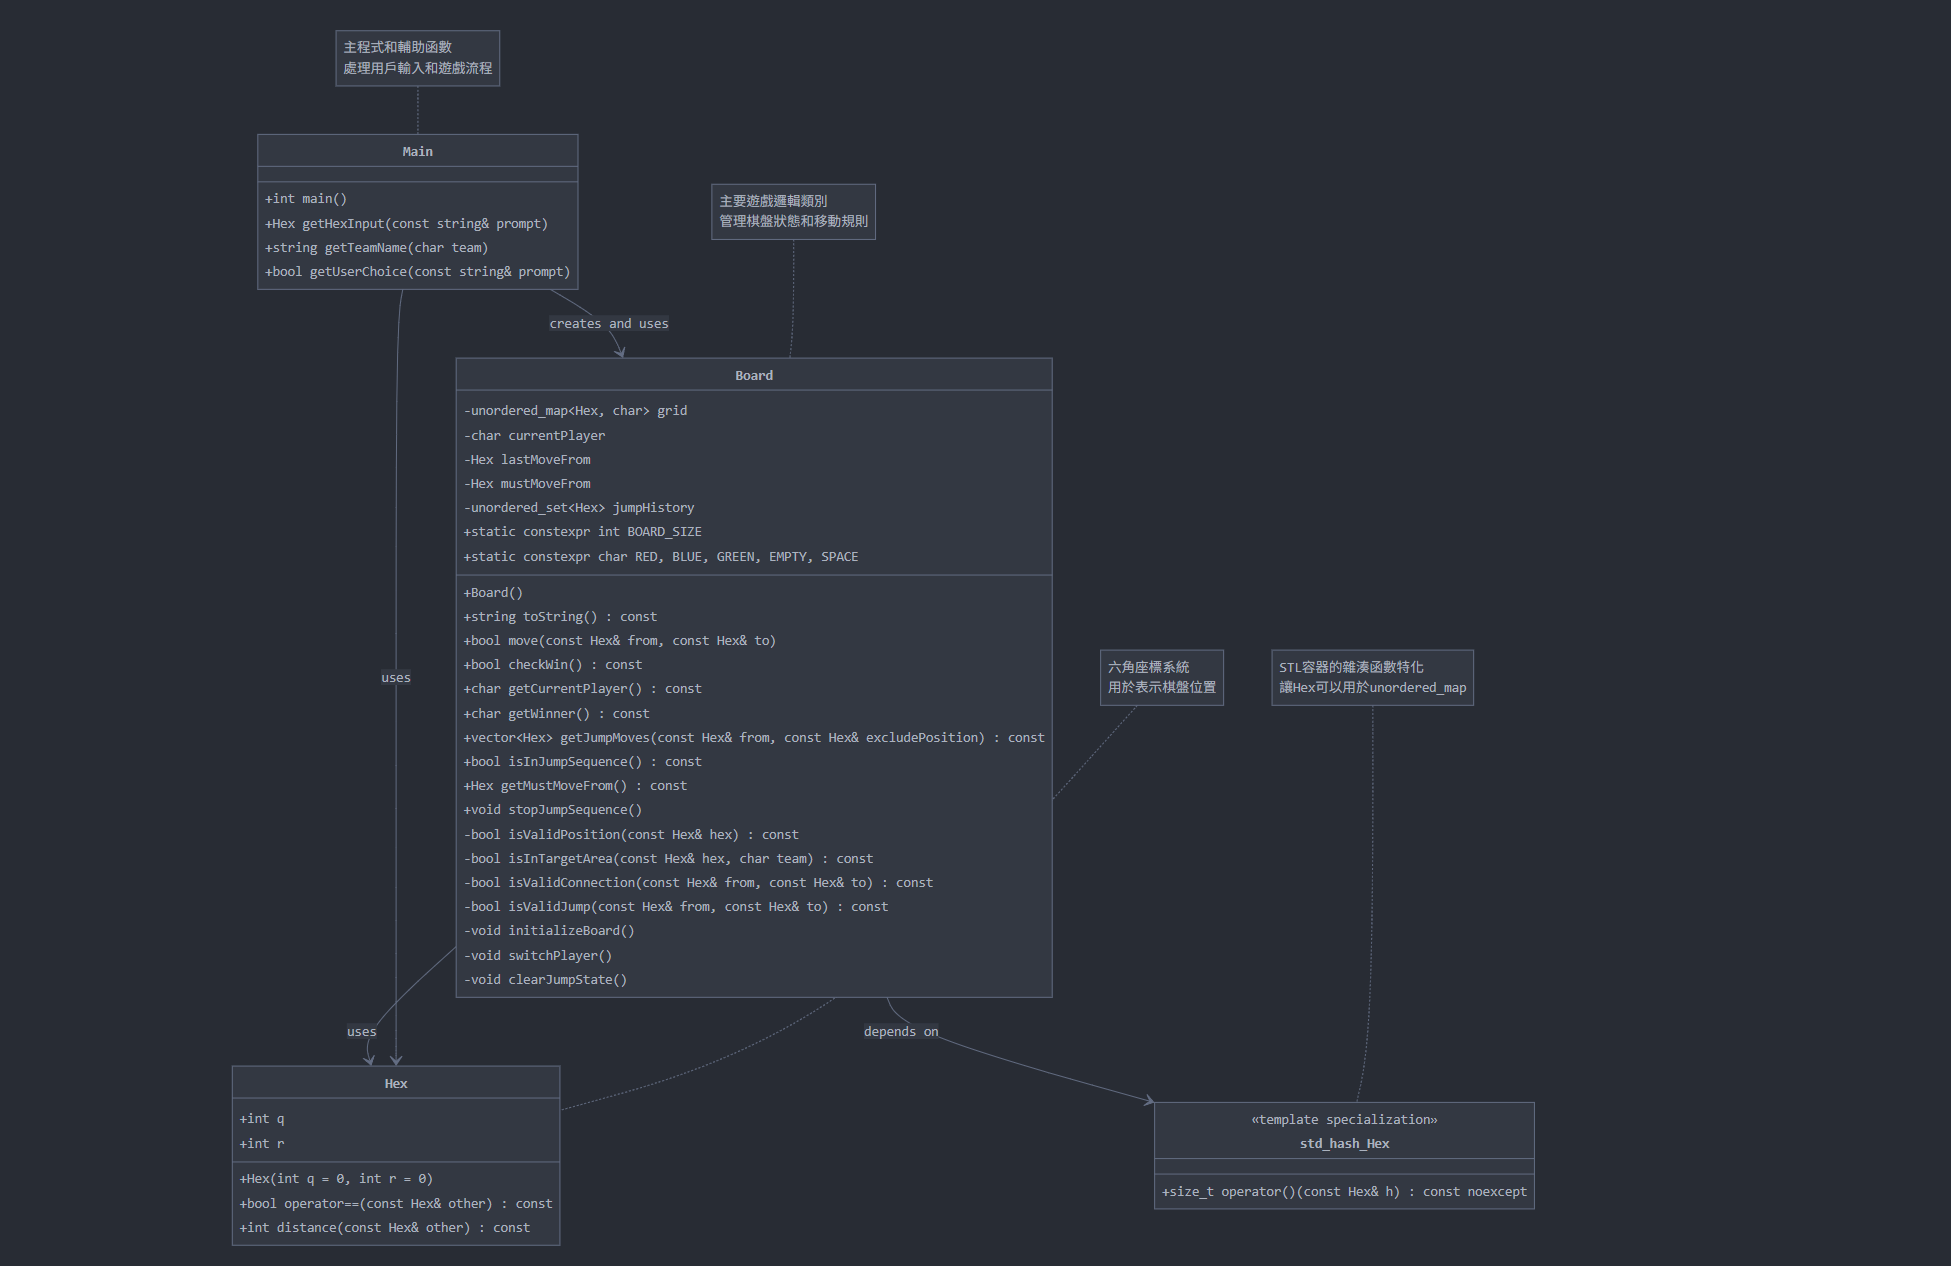 主程式和輔助函數
處理用戶輸入和遊戲流程
Main
+int main()
+Hex getHexInput(const string& prompt)
+string getTeamName(char team)
+bool getUserChoice(const string& prompt)
主要遊戲邏輯類別
管理棋盤狀態和移動規則
creates and uses
Board
-unordered_map<Hex, char> grid
-char currentPlayer
-Hex lastMoveFrom
-Hex mustMoveFrom
-unordered_set<Hex> jumpHistory
+static constexpr int BOARD_SIZE
+static constexpr char RED, BLUE, GREEN, EMPTY, SPACE
+Board()
+string toString() : const
+bool move(const Hex& from, const Hex& to)
+bool checkWin() : const
+char getCurrentPlayer() : const
+char getWinner() : const
+vector<Hex> getJumpMoves(const Hex& from, const Hex& excludePosition) : const
+bool isInJumpSequence() : const
+Hex getMustMoveFrom() : const
+void stopJumpSequence()
-bool isValidPosition(const Hex& hex) : const
-bool isInTargetArea(const Hex& hex, char team) : const
-bool isValidConnection(const Hex& from, const Hex& to) : const
-bool isValidJump(const Hex& from, const Hex& to) : const
-void initializeBoard()
-void switchPlayer()
-void clearJumpState()
uses
六角座標系統
用於表示棋盤位置
STL容器的雜湊函數特化
讓Hex可以用於unordered_map
uses
depends on
Hex
+int q
+int r
+Hex(int q = 0, int r = 0)
+bool operator==(const Hex& other) : const
+int distance(const Hex& other) : const
«template specialization»
std_hash_Hex
+size_t operator()(const Hex& h) : const noexcept